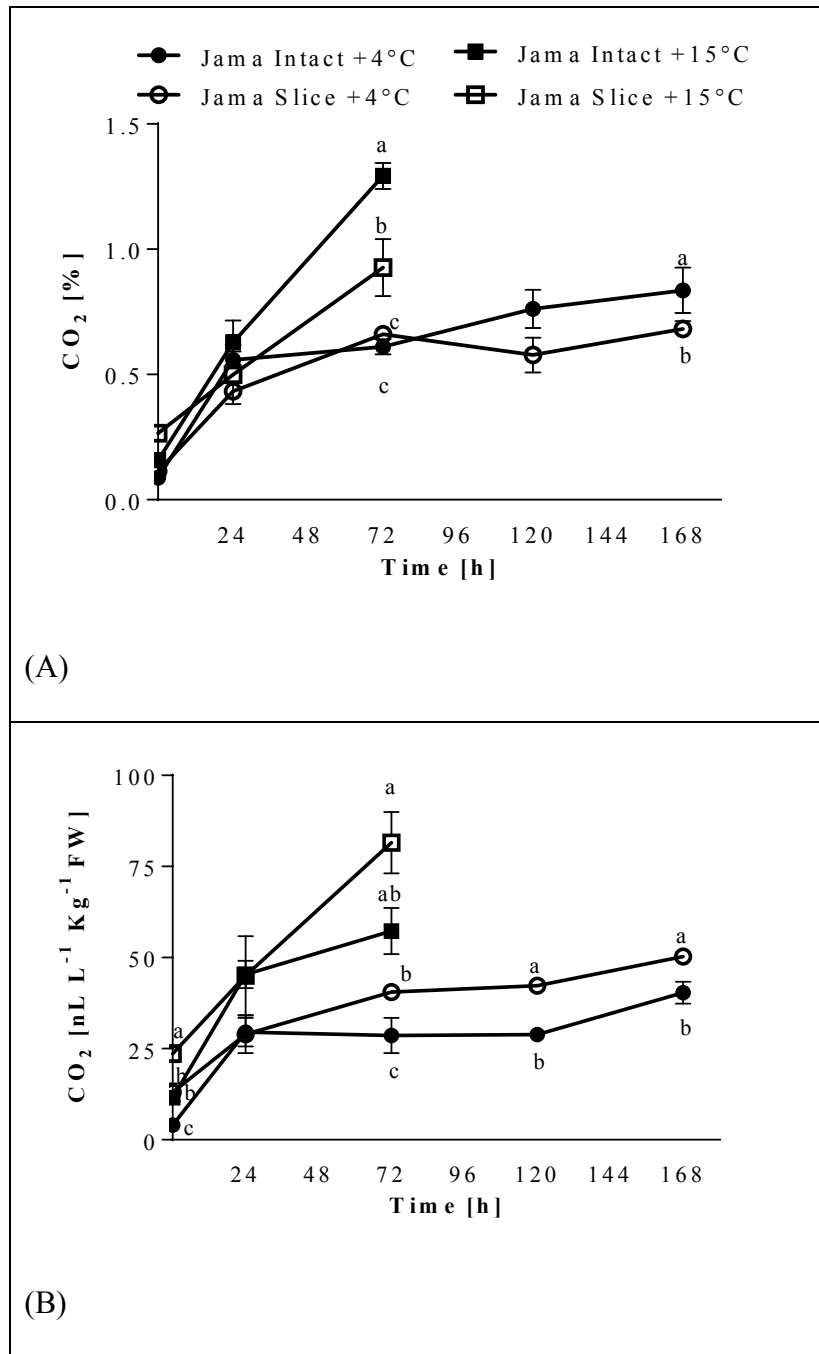 Jama Intact +4°C Jama Intact +15°C
Jama Slice +4°C Jama Slice +15°C
1.5
a
b
1.0
a
CO₂ [%]
c
0.5
c
b
0.0
24 48 72 96 120 144 168
Time [h]
(A)
100
a
75
ab
CO₂ [nL L⁻¹ Kg⁻¹ FW]
50
b a a
25
a
b
b
c b b
c
0
24 48 72 96 120 144 168
Time [h]
(B)